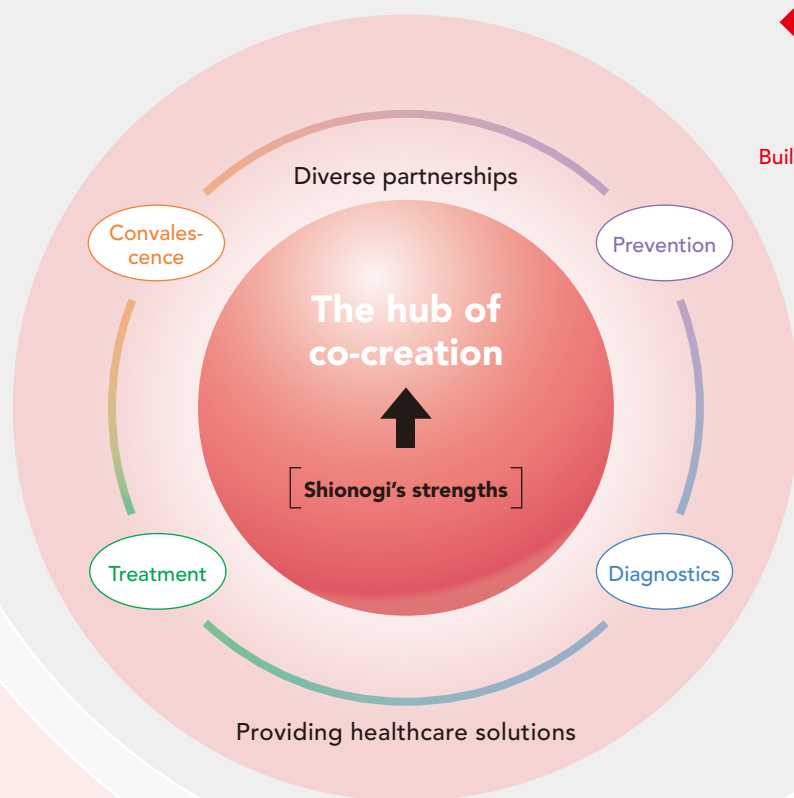 Buil
Diverse partnerships
Convales-
cence
Prevention
The hub of
co-creation
[Shionogi's strengths]
Treatment
Diagnostics
Providing healthcare solutions